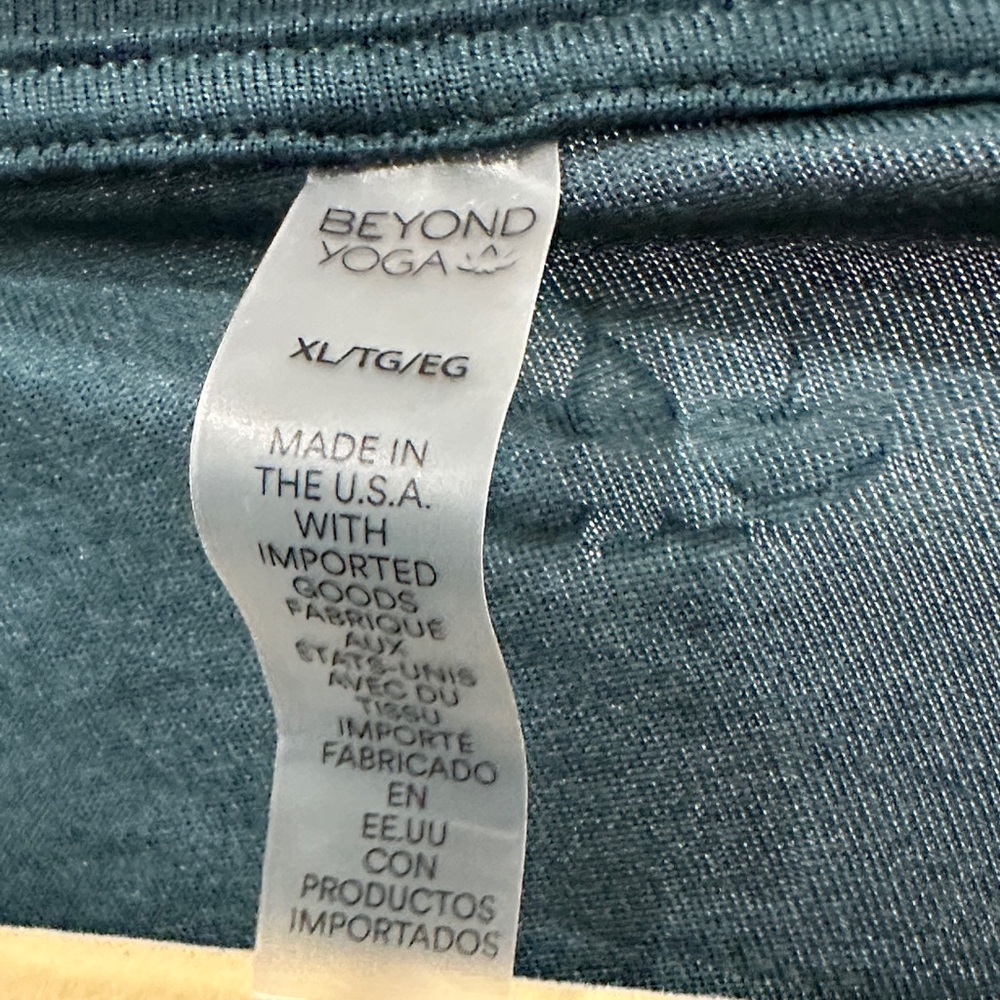 BEYOND
YOGA
XL/TG/EG
MADE IN
THE U.S.A.
WITH
IMPORTED
GOODS
FABRIQUÉ
AUX
ÉTATS-UNIS
AVEC DU
TISSU
IMPORTÉ
FABRICADO
EN
EE.UU
CON
PRODUCTOS
IMPORTADOS